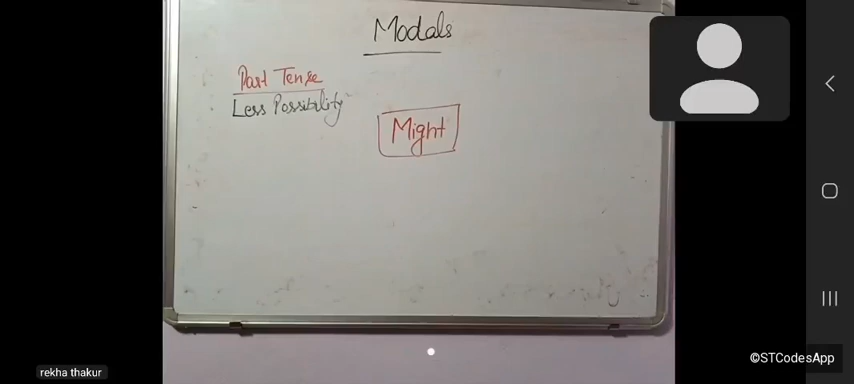 Modals
Past Tense
Less Possibility
Might
rekha thakur
©STCodesApp